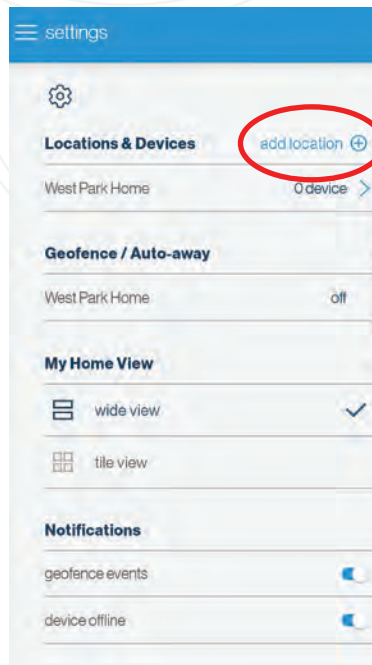 settings
Locations & Devices add location
West Park Home 0 device
Geofence / Auto-away
West Park Home off
My Home View
wide view
tile view
Notifications
geofence events
device offline